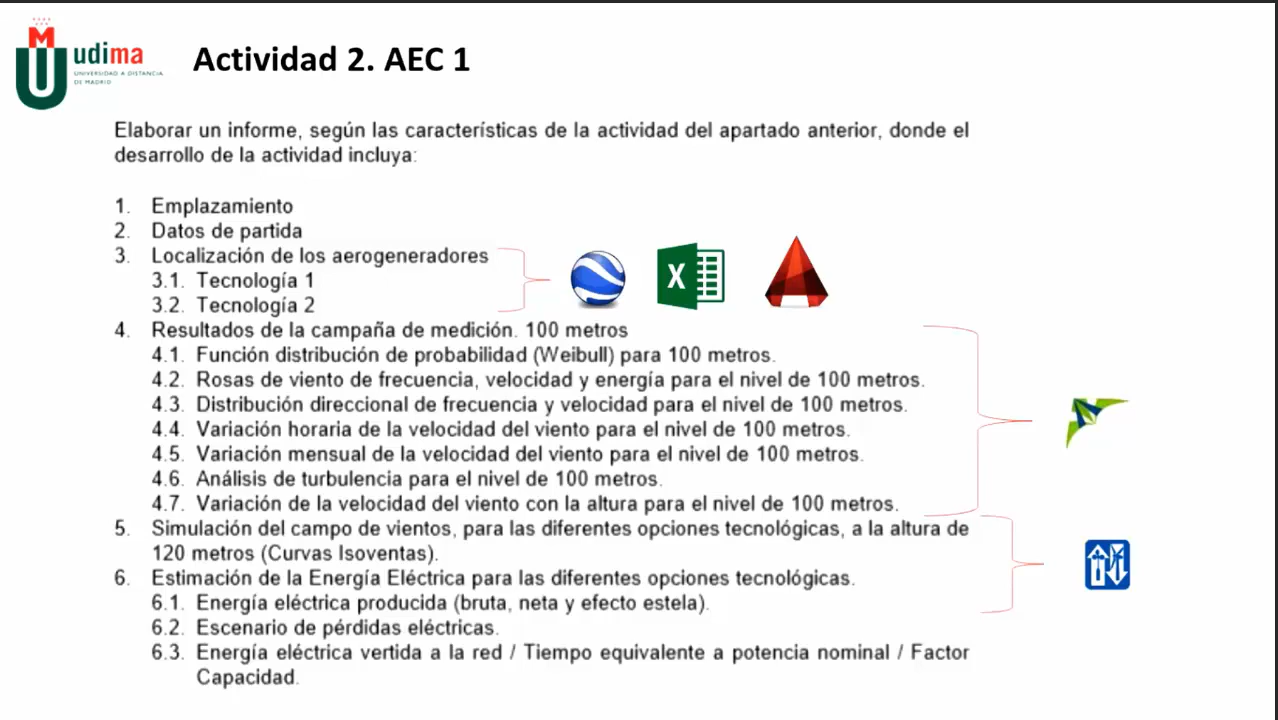 udima
UNIVERSIDAD A DISTANCIA
DE MADRID
Actividad 2. AEC 1
Elaborar un informe, según las características de la actividad del apartado anterior, donde el
desarrollo de la actividad incluya:
1. Emplazamiento
2. Datos de partida
3. Localización de los aerogeneradores
3.1. Tecnología 1
3.2. Tecnología 2
4. Resultados de la campaña de medición. 100 metros
4.1. Función distribución de probabilidad (Weibull) para 100 metros.
4.2. Rosas de viento de frecuencia, velocidad y energía para el nivel de 100 metros.
4.3. Distribución direccional de frecuencia y velocidad para el nivel de 100 metros.
4.4. Variación horaria de la velocidad del viento para el nivel de 100 metros.
4.5. Variación mensual de la velocidad del viento para el nivel de 100 metros.
4.6. Análisis de turbulencia para el nivel de 100 metros.
4.7. Variación de la velocidad del viento con la altura para el nivel de 100 metros.
5. Simulación del campo de vientos, para las diferentes opciones tecnológicas, a la altura de
120 metros (Curvas Isoventas).
6. Estimación de la Energía Eléctrica para las diferentes opciones tecnológicas.
6.1. Energía eléctrica producida (bruta, neta y efecto estela).
6.2. Escenario de pérdidas eléctricas.
6.3. Energía eléctrica vertida a la red / Tiempo equivalente a potencia nominal / Factor
Capacidad.